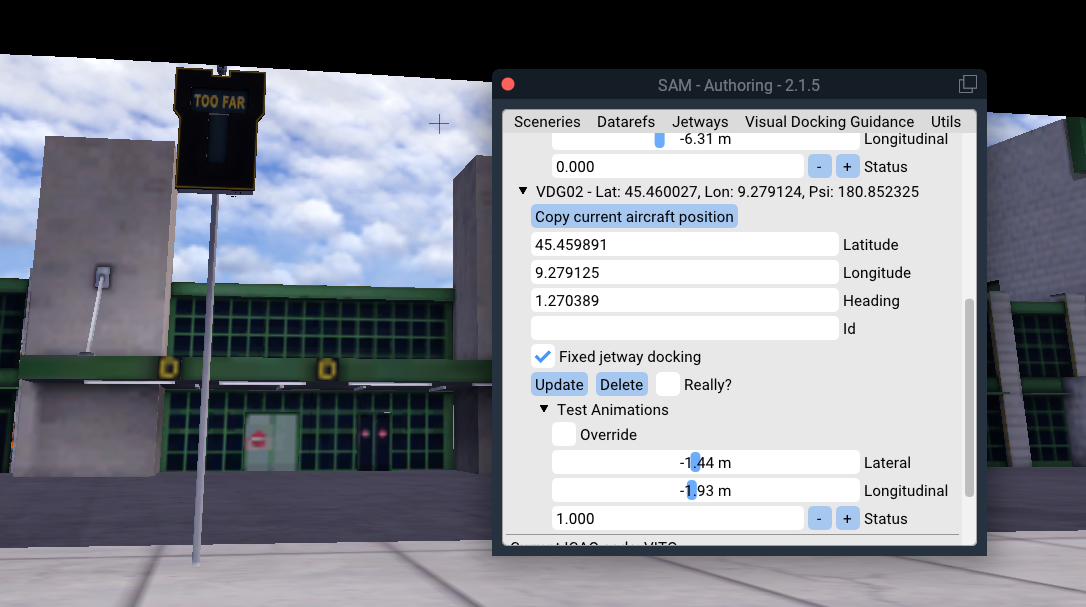 TOO FAR
D
D
SAM - Authoring - 2.1.5
Sceneries Datarefs Jetways Visual Docking Guidance Utils
-6.31 m Longitudinal
0.000 - + Status
VDG02 - Lat: 45.460027, Lon: 9.279124, Psi: 180.852325
Copy current aircraft position
45.459891 Latitude
9.279125 Longitude
1.270389 Heading
Id
Fixed jetway docking
Update Delete Really?
Test Animations
Override
-1.44 m Lateral
-1.93 m Longitudinal
1.000 - + Status